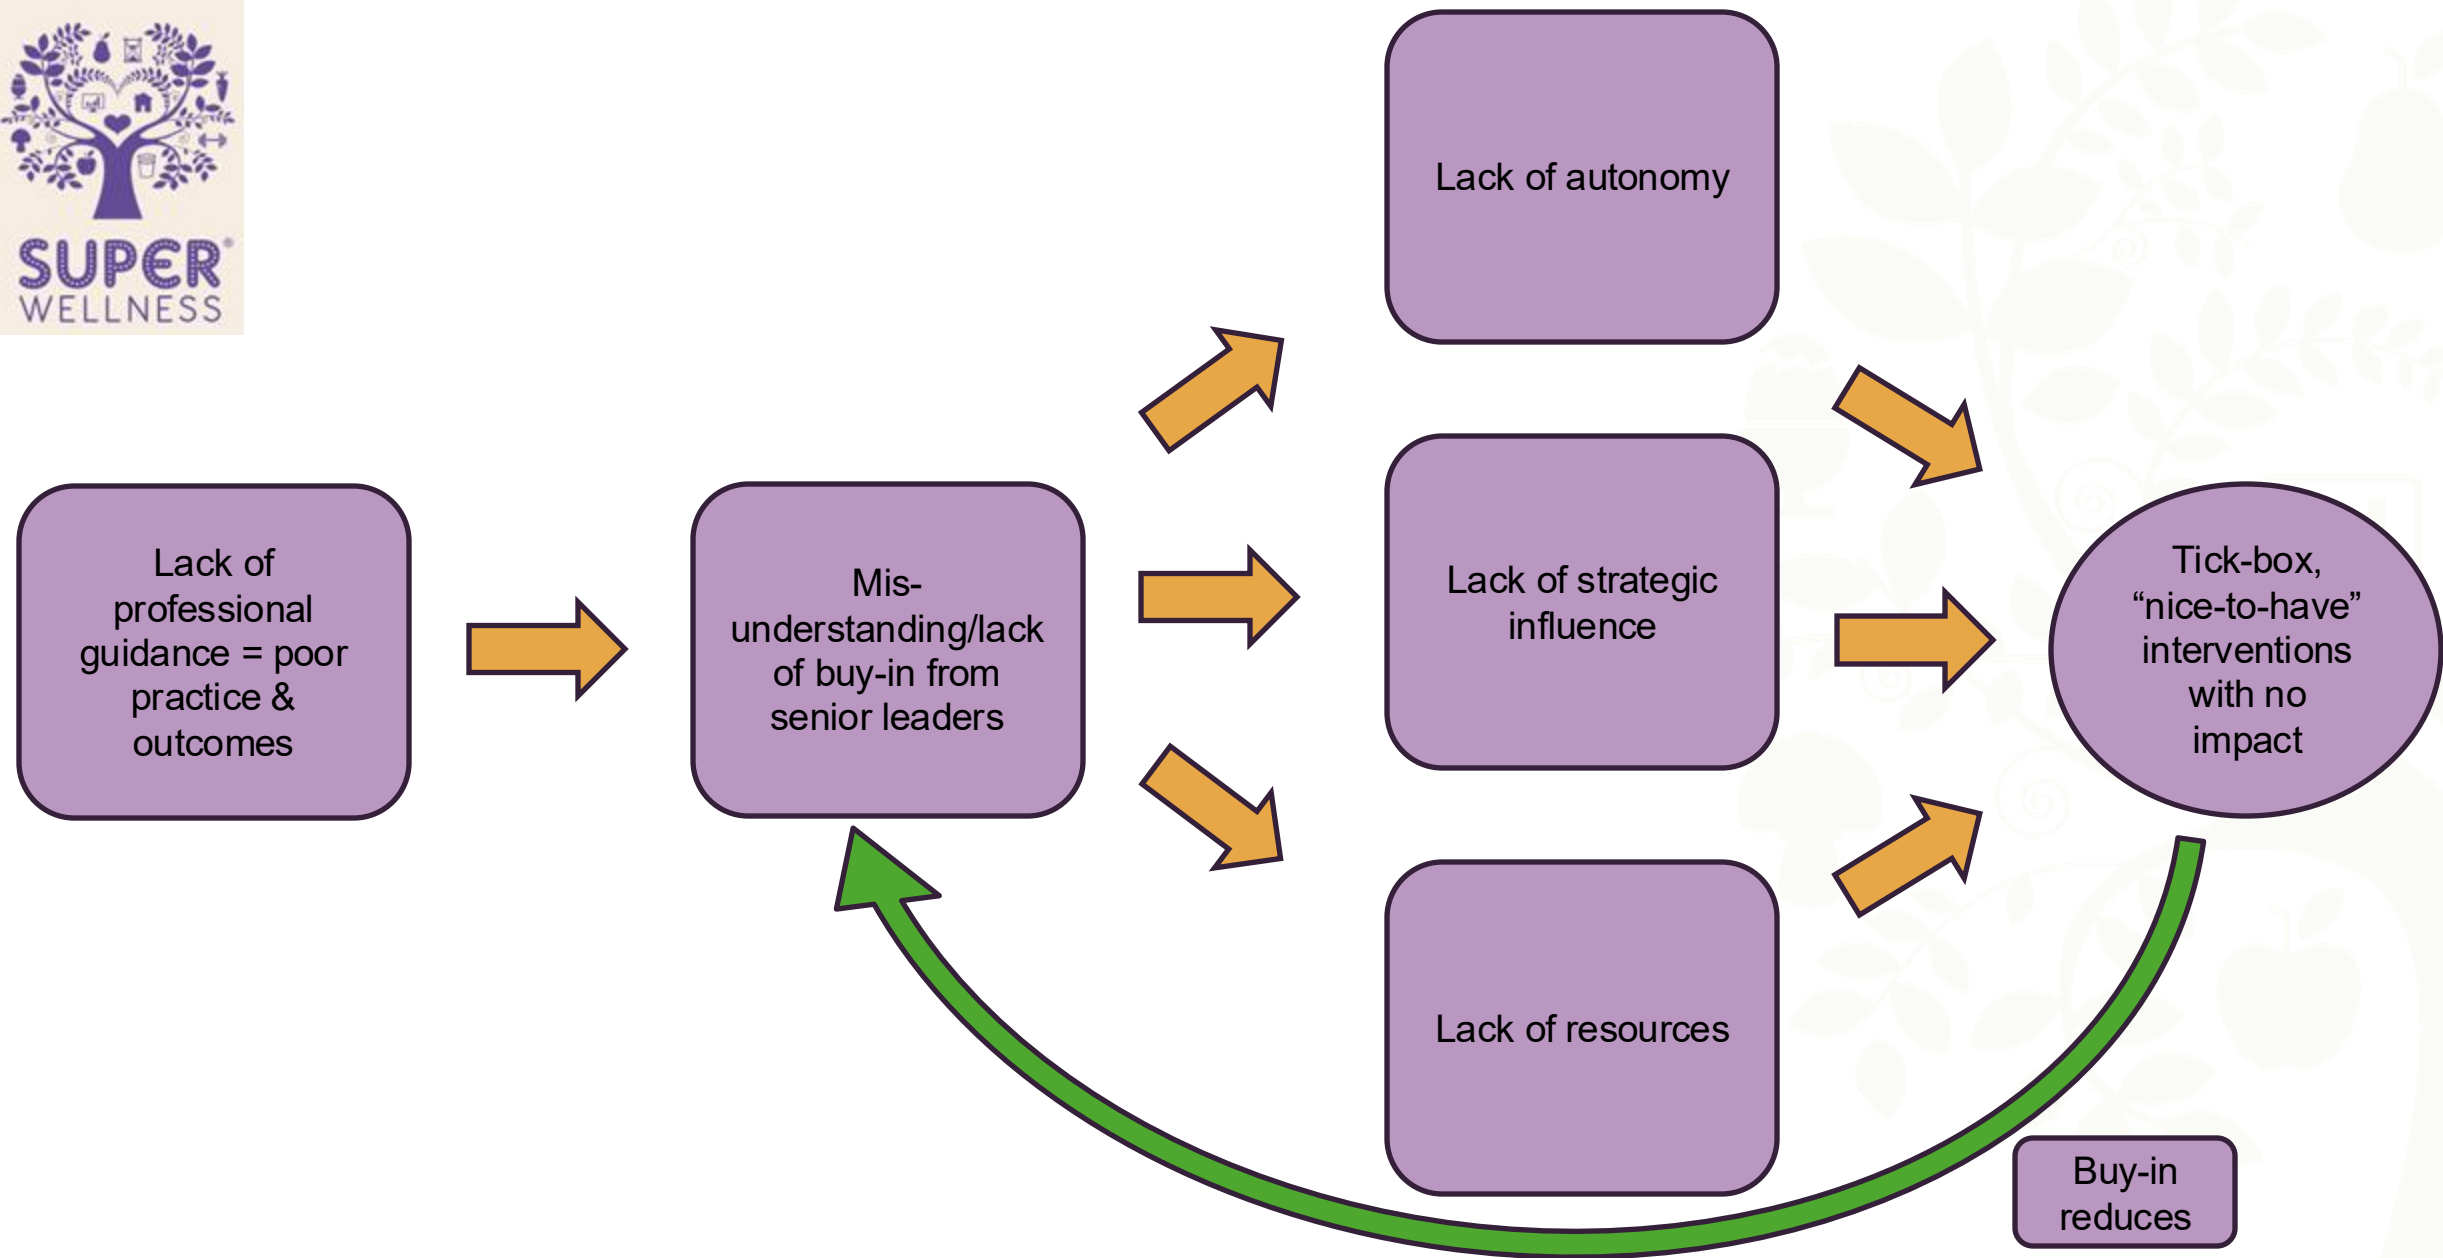 SUPER®
WELLNESS
Lack of autonomy
Lack of
professional
guidance = poor
practice &
outcomes
Mis-
understanding/lack
of buy-in from
senior leaders
Lack of strategic
influence
Lack of resources
Tick-box,
“nice-to-have”
interventions
with no
impact
Buy-in
reduces